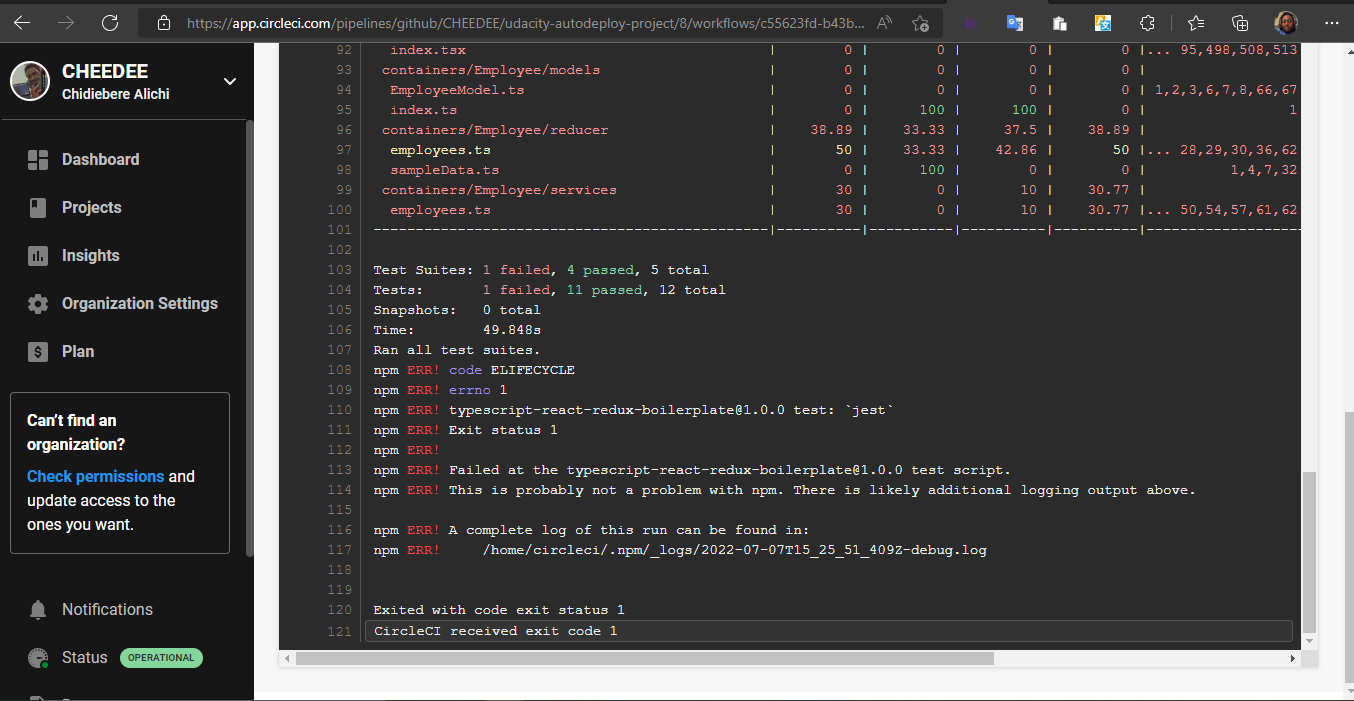 https://app.circleci.com/pipelines/github/CHEEDEE/udacity-autodeploy-project/8/workflows/c55623fd-b43b...
CHEEDEE
Chidiebere Alichi
Dashboard
Projects
Insights
Organization Settings
Plan
Can't find an
organization?
Check permissions and
update access to the
ones you want.
Notifications
Status OPERATIONAL
92 index.tsx | 0 | 0 | 0 | 0 |... 95,498,508,513
93 containers/Employee/models | 0 | 0 | 0 | 0 |
94 EmployeeModel.ts | 0 | 0 | 0 | 0 | 1,2,3,6,7,8,66,67
95 index.ts | 0 | 100 | 100 | 0 | 1
96 containers/Employee/reducer | 38.89 | 33.33 | 37.5 | 38.89 |
97 employees.ts | 50 | 33.33 | 42.86 | 50 |... 28,29,30,36,62
98 sampleData.ts | 0 | 100 | 0 | 0 | 1,4,7,32
99 containers/Employee/services | 30 | 0 | 10 | 30.77 |
100 employees.ts | 30 | 0 | 10 | 30.77 |... 50,54,57,61,62
101 -----------------------------------------------|----------|----------|----------|----------|-------------------
102
103 Test Suites: 1 failed, 4 passed, 5 total
104 Tests: 1 failed, 11 passed, 12 total
105 Snapshots: 0 total
106 Time: 49.848s
107 Ran all test suites.
108 npm ERR! code ELIFECYCLE
109 npm ERR! errno 1
110 npm ERR! typescript-react-redux-boilerplate@1.0.0 test: `jest`
111 npm ERR! Exit status 1
112 npm ERR!
113 npm ERR! Failed at the typescript-react-redux-boilerplate@1.0.0 test script.
114 npm ERR! This is probably not a problem with npm. There is likely additional logging output above.
115
116 npm ERR! A complete log of this run can be found in:
117 npm ERR! /home/circleci/.npm/_logs/2022-07-07T15_25_51_409Z-debug.log
118
119
120 Exited with code exit status 1
121 CircleCI received exit code 1